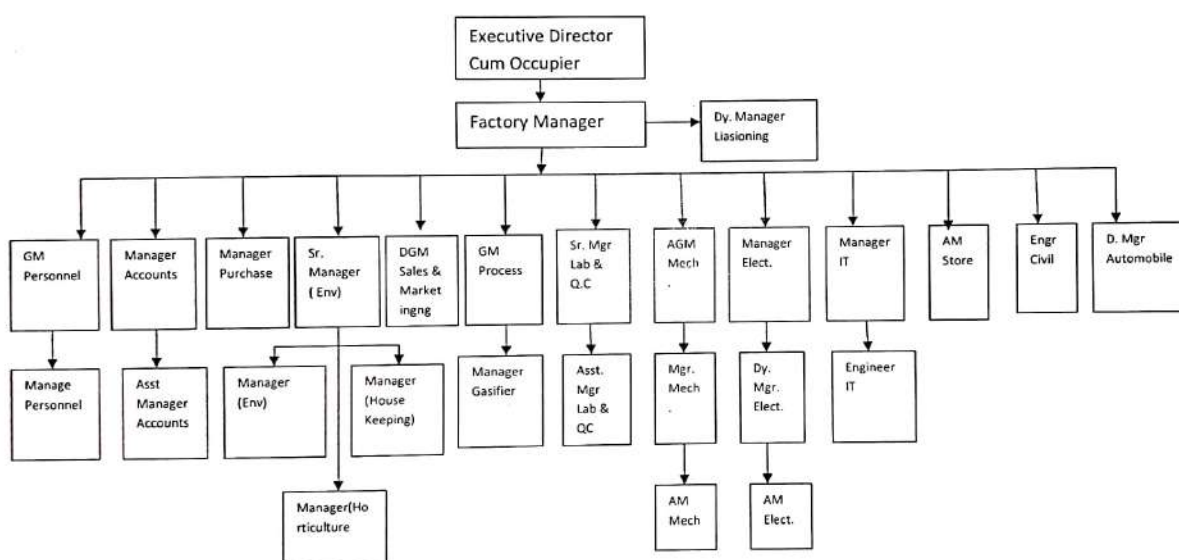 Executive Director
Cum Occupier
Factory Manager
Dy. Manager
Liasioning
GM
Personnel
Manager
Accounts
Manager
Purchase
Sr.
Manager
( Env)
DGM
Sales &
Market
ingng
GM
Process
Sr. Mgr
Lab &
Q.C
AGM
Mech
.
Manager
Elect.
Manager
IT
AM
Store
Engr
Civil
D. Mgr
Automobile
Manage
Personnel
Asst
Manager
Accounts
Manager
(Env)
Manager
(House
Keeping)
Manager
Gasifier
Asst.
Mgr
Lab &
QC
Mgr.
Mech
.
Dy.
Mgr.
Elect.
Engineer
IT
Manager(Ho
rticulture
AM
Mech
AM
Elect.